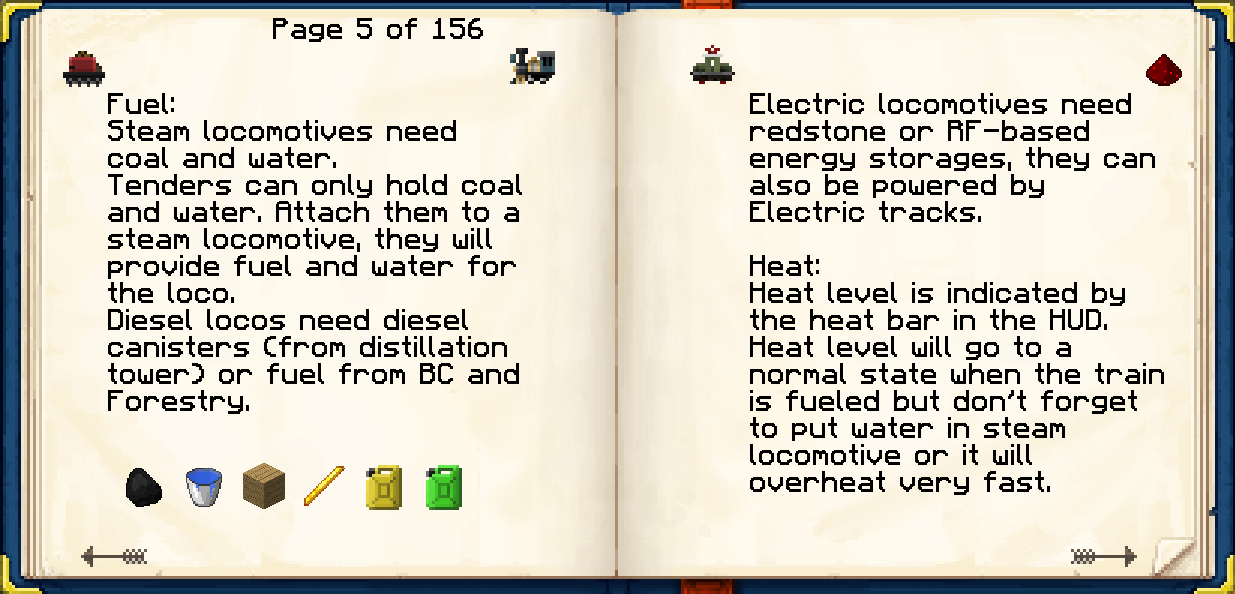 Page 5 of 156
Fuel:
Steam locomotives need
coal and water.
Tenders can only hold coal
and water. Attach them to a
steam locomotive, they will
provide fuel and water for
the loco.
Diesel locos need diesel
canisters (from distillation
tower) or fuel from BC and
Forestry.
Electric locomotives need
redstone or RF-based
energy storages, they can
also be powered by
Electric tracks.
Heat:
Heat level is indicated by
the heat bar in the HUD.
Heat level will go to a
normal state when the train
is fueled but don't forget
to put water in steam
locomotive or it will
overheat very fast.